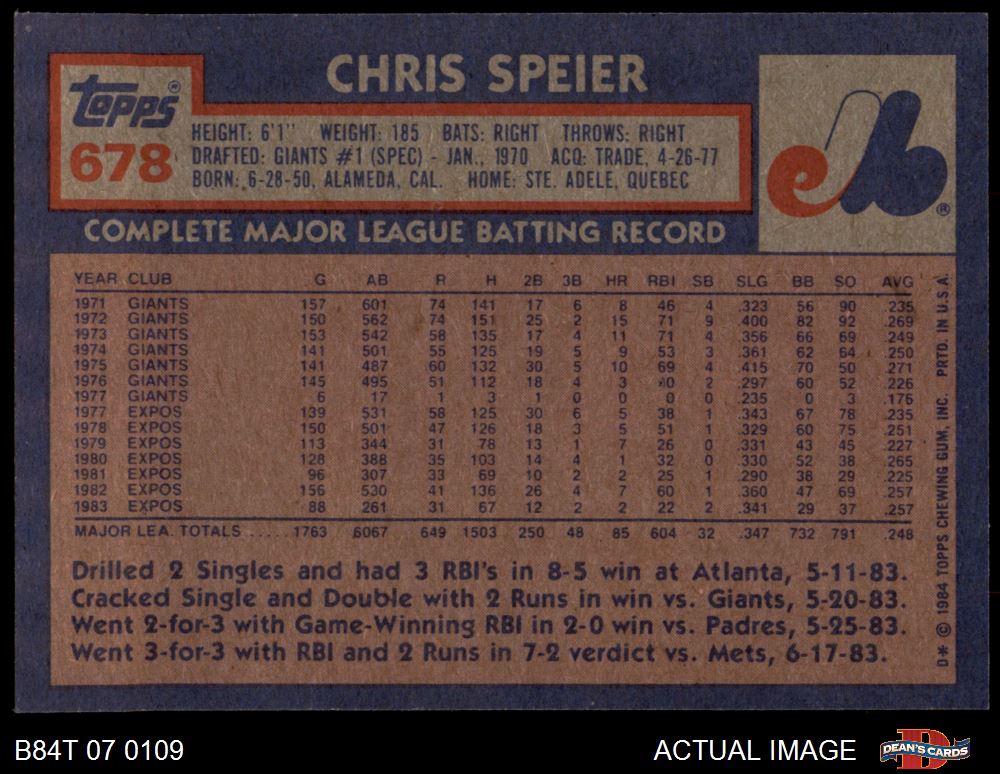 CHRIS SPEIER
Topps®
678
HEIGHT: 6'1" WEIGHT: 185 BATS: RIGHT THROWS: RIGHT
DRAFTED: GIANTS #1 (SPEC) - JAN., 1970 ACQ: TRADE, 4-26-77
BORN: 6-28-50, ALAMEDA, CAL. HOME: STE. ADELE, QUEBEC
eb®
COMPLETE MAJOR LEAGUE BATTING RECORD
YEAR CLUB G AB R H 2B 3B HR RBI SB SLG BB SO AVG
1971 GIANTS 157 601 74 141 17 6 8 46 4 .323 56 90 .235
1972 GIANTS 150 562 74 151 25 2 15 71 9 .400 82 92 .269
1973 GIANTS 153 542 58 135 17 4 11 71 4 .356 66 69 .249
1974 GIANTS 141 501 55 125 19 5 9 53 3 .361 62 64 .250
1975 GIANTS 141 487 60 132 30 5 10 69 4 .415 70 50 .271
1976 GIANTS 145 495 51 112 18 4 3 40 2 .297 60 52 .226
1977 GIANTS 6 17 1 3 1 0 0 0 0 .235 0 3 .176
1977 EXPOS 139 531 58 125 30 6 5 38 1 .343 67 78 .235
1978 EXPOS 150 501 47 126 18 3 5 51 1 .329 60 75 .251
1979 EXPOS 113 344 31 78 13 1 7 26 0 .331 43 45 .227
1980 EXPOS 128 388 35 103 14 4 1 32 0 .330 52 38 .265
1981 EXPOS 96 307 33 69 10 2 2 25 1 .290 38 29 .225
1982 EXPOS 156 530 41 136 26 4 7 60 1 .360 47 69 .257
1983 EXPOS 88 261 31 67 12 2 2 22 2 .341 29 37 .257
MAJOR LEA. TOTALS ..... 1763 6067 649 1503 250 48 85 604 32 .347 732 791 .248
Drilled 2 Singles and had 3 RBI's in 8-5 win at Atlanta, 5-11-83.
Cracked Single and Double with 2 Runs in win vs. Giants, 5-20-83.
Went 2-for-3 with Game-Winning RBI in 2-0 win vs. Padres, 5-25-83.
Went 3-for-3 with RBI and 2 Runs in 7-2 verdict vs. Mets, 6-17-83.
D* © 1984 TOPPS CHEWING GUM, INC. PRTD. IN U.S.A.
B84T 07 0109
ACTUAL IMAGE
DEAN'S CARDS